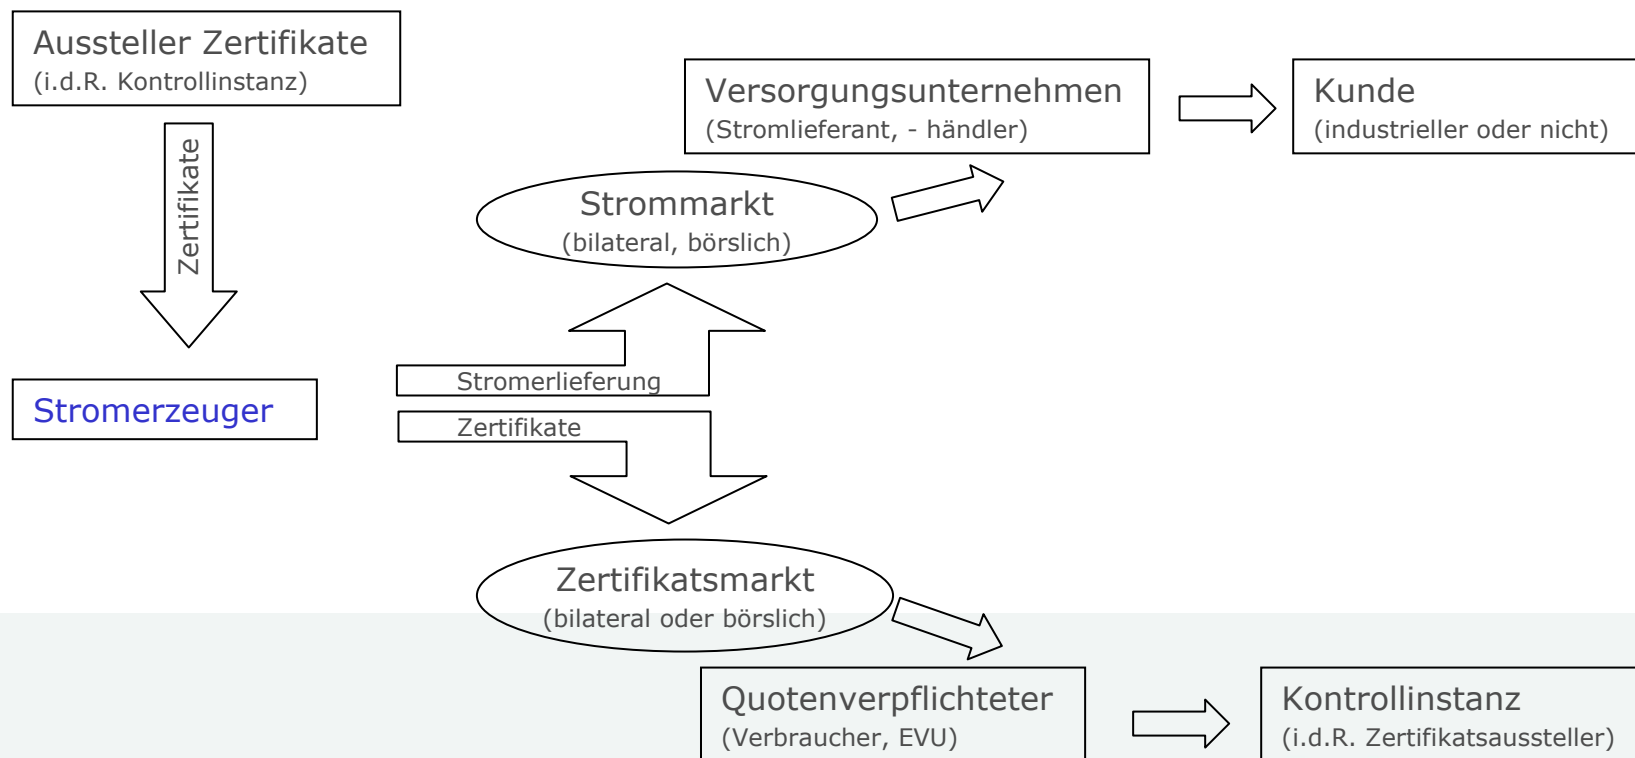 Aussteller Zertifikate
(i.d.R. Kontrollinstanz)
Zertifikate
Versorgungsunternehmen
(Stromlieferant, - händler)
Kunde
(industrieller oder nicht)
Strommarkt
(bilateral, börslich)
Stromerzeuger
Stromerlieferung
Zertifikate
Zertifikatsmarkt
(bilateral oder börslich)
Quotenverpflichteter
(Verbraucher, EVU)
Kontrollinstanz
(i.d.R. Zertifikatsaussteller)